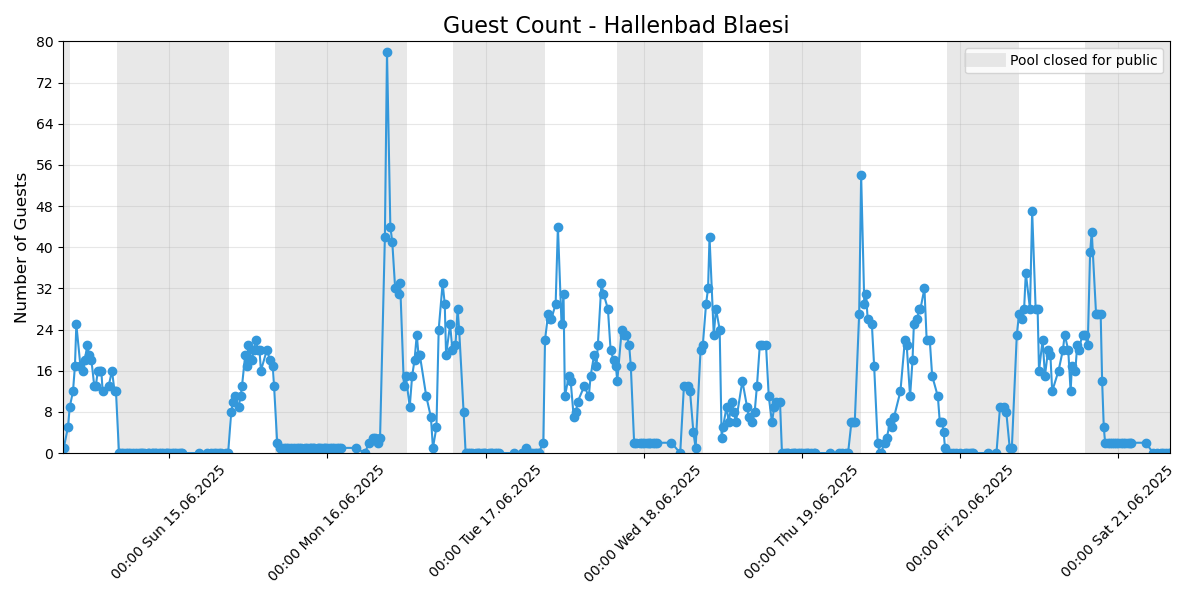 Guest Count - Hallenbad Blaesi
Pool closed for public
Number of Guests
80
72
64
56
48
40
32
24
16
8
0
00:00 Sun 15.06.2025
00:00 Mon 16.06.2025
00:00 Tue 17.06.2025
00:00 Wed 18.06.2025
00:00 Thu 19.06.2025
00:00 Fri 20.06.2025
00:00 Sat 21.06.2025